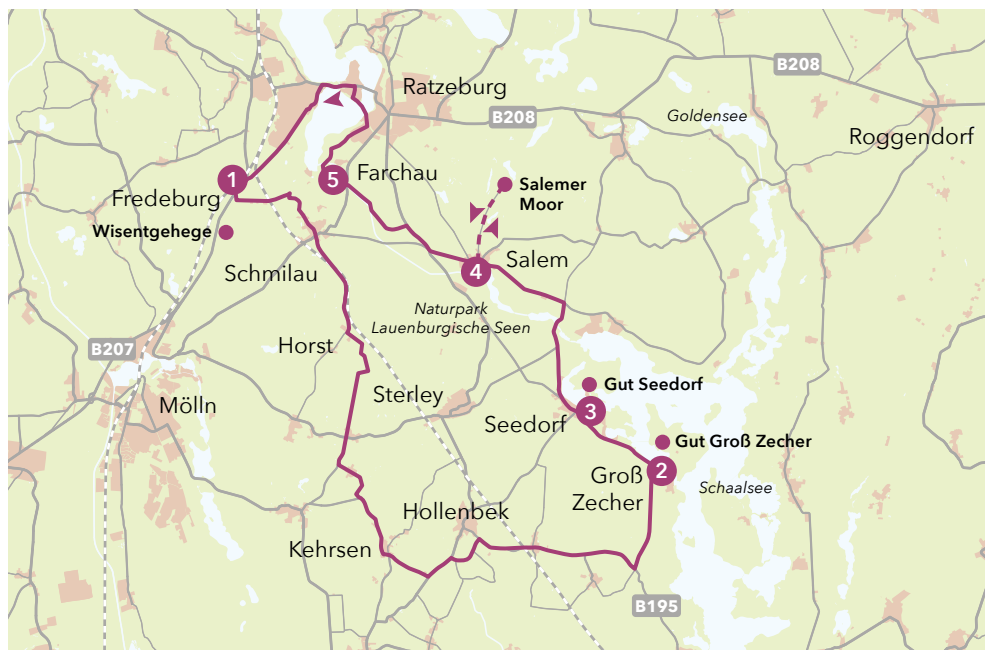 B208
Ratzeburg
B208
Goldensee
Roggendorf
1
5
Farchau
Fredeburg
Salemer
Moor
Wisentgehege
Schmilau
4
Salem
Naturpark
Lauenburgische Seen
B207
Horst
Gut Seedorf
Sterley
Mölln
3
Seedorf
Gut Groß Zecher
2
Groß
Zecher
Schaalsee
Hollenbek
Kehrsen
B195